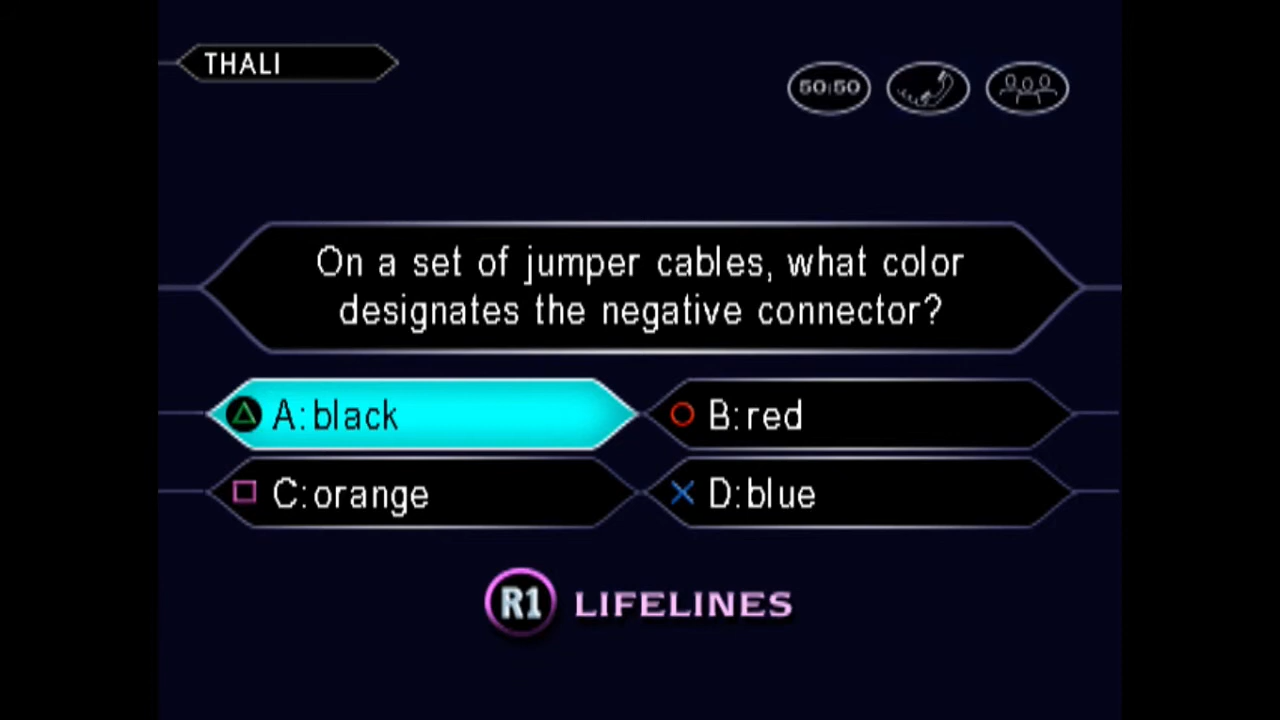 THALI
50:50
On a set of jumper cables, what color
designates the negative connector?
A:black
B:red
C:orange
D:blue
R1 LIFELINES